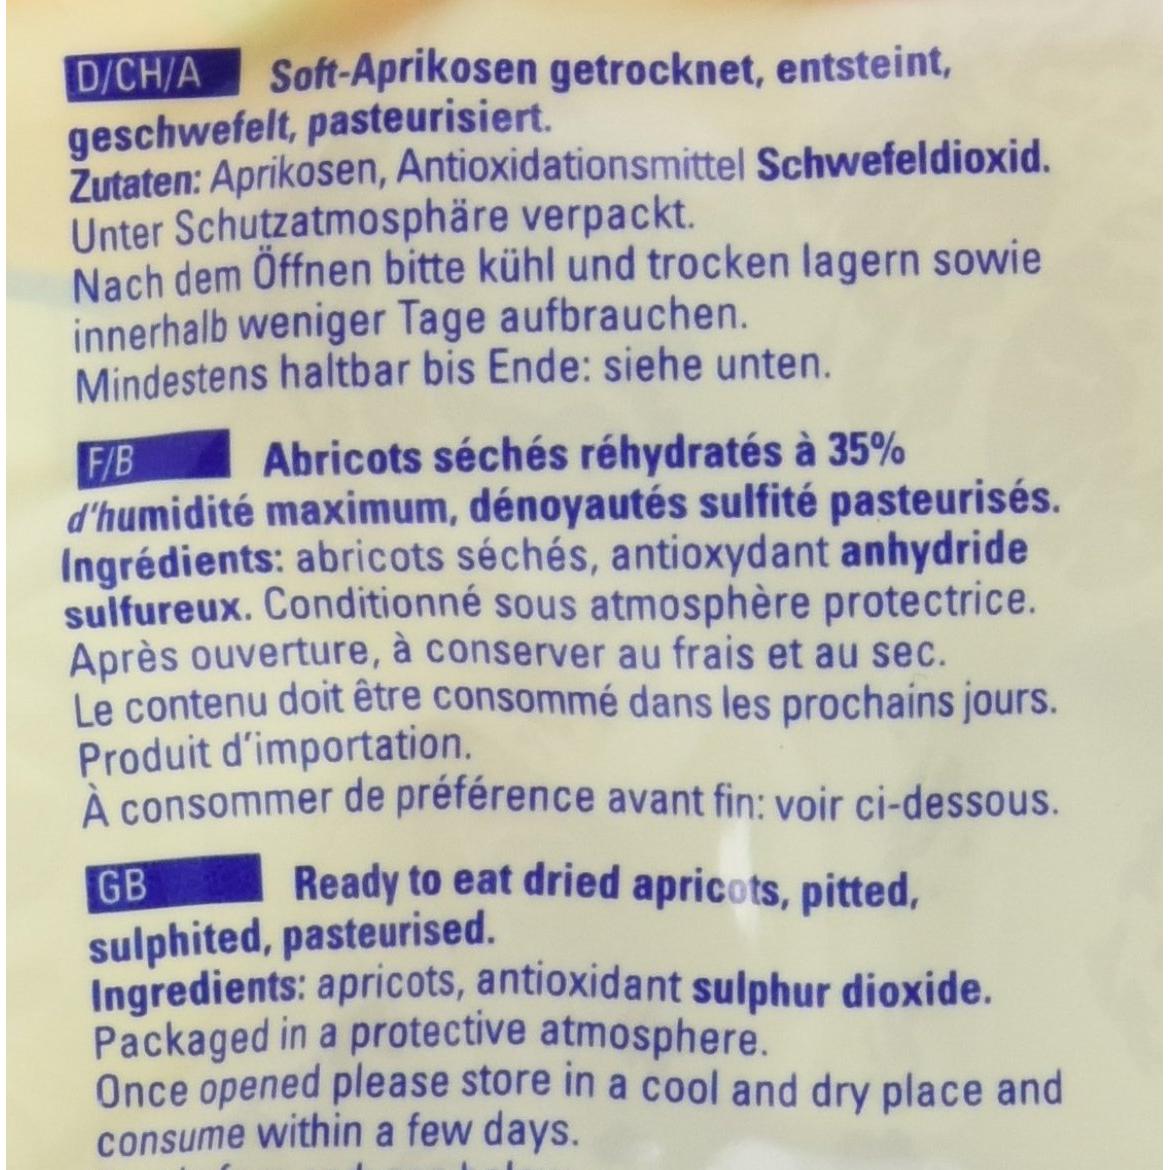 D/CH/A Soft-Aprikosen getrocknet, entsteint,
geschwefelt, pasteurisiert.
Zutaten: Aprikosen, Antioxidationsmittel Schwefeldioxid.
Unter Schutzatmosphäre verpackt.
Nach dem Öffnen bitte kühl und trocken lagern sowie
innerhalb weniger Tage aufbrauchen.
Mindestens haltbar bis Ende: siehe unten.
F/B Abricots séchés réhydratés à 35%
d'humidité maximum, dénoyautés sulfité pasteurisés.
Ingrédients: abricots séchés, antioxydant anhydride
sulfureux. Conditionné sous atmosphère protectrice.
Après ouverture, à conserver au frais et au sec.
Le contenu doit être consommé dans les prochains jours.
Produit d'importation.
À consommer de préférence avant fin: voir ci-dessous.
GB Ready to eat dried apricots, pitted,
sulphited, pasteurised.
Ingredients: apricots, antioxidant sulphur dioxide.
Packaged in a protective atmosphere.
Once opened please store in a cool and dry place and
consume within a few days.